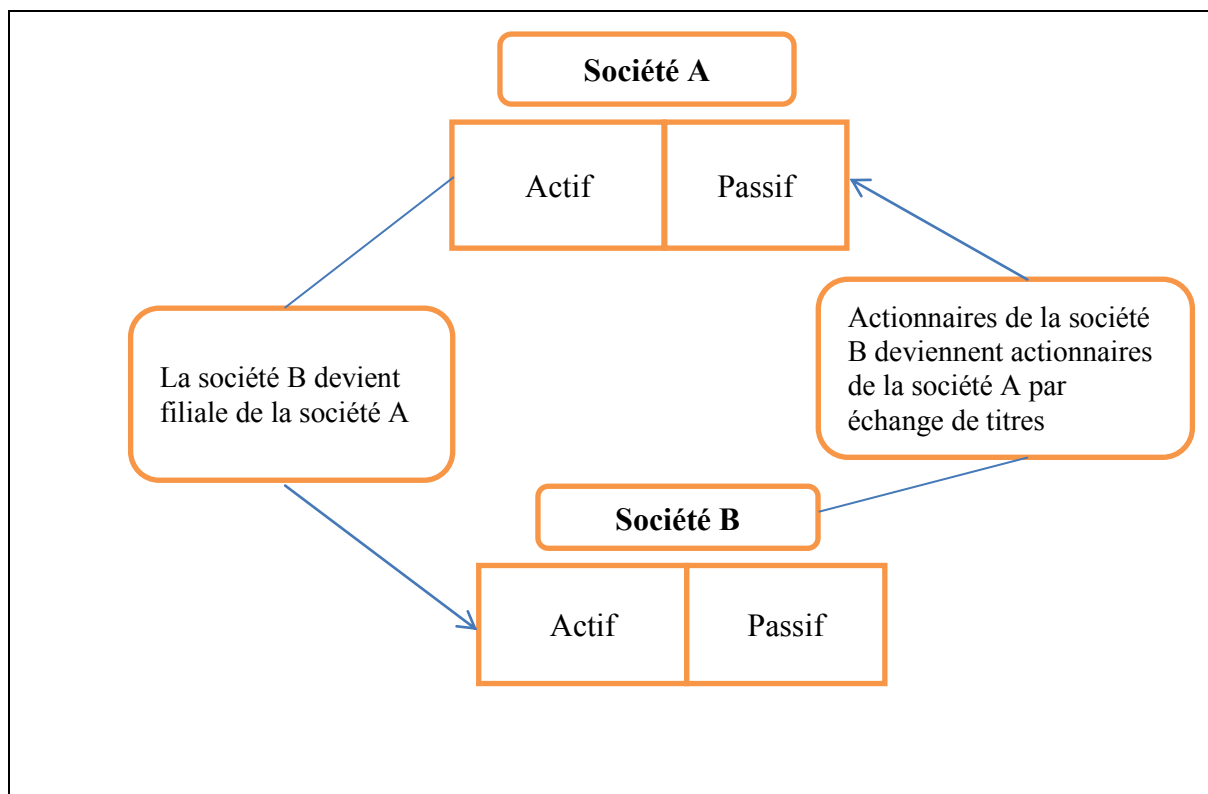 Société A
Actif
Passif
La société B devient
filiale de la société A
Actionnaires de la société
B deviennent actionnaires
de la société A par
échange de titres
Société B
Actif
Passif